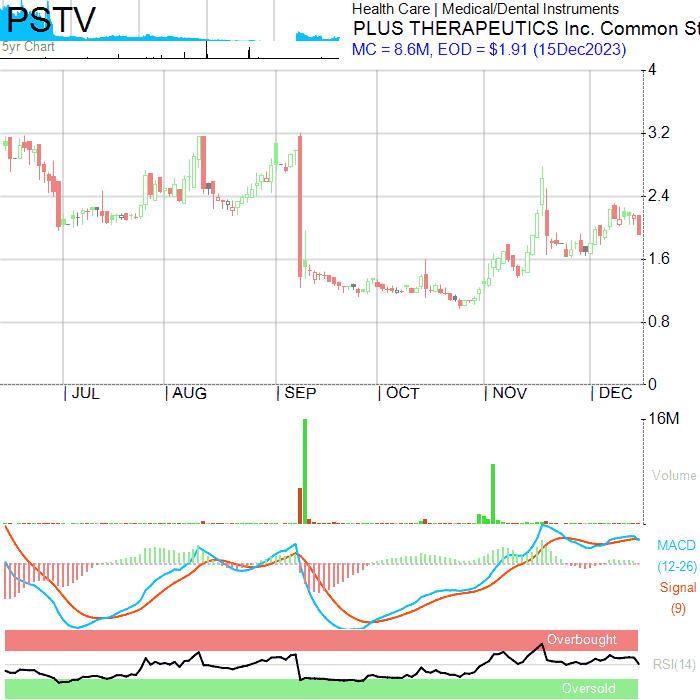 PSTV
Health Care | Medical/Dental Instruments
PLUS THERAPEUTICS Inc. Common St
5yr Chart
MC = 8.6M, EOD = $1.91 (15Dec2023)
4
3.2
2.4
1.6
0.8
0
JUL AUG SEP OCT NOV DEC
16M
Volume
MACD
(12-26)
Signal
(9)
Overbought
RSI(14)
Oversold